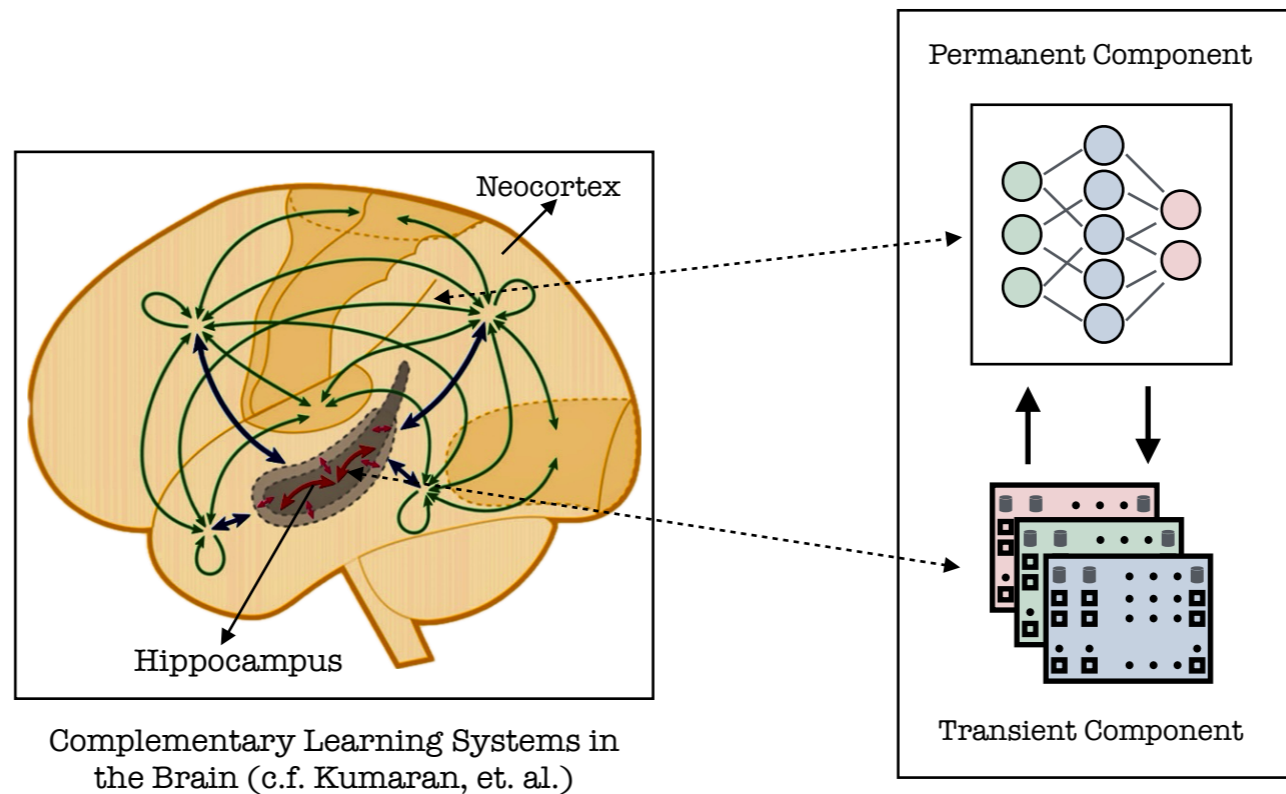 Permanent Component
Neocortex
Hippocampus
Transient Component
Complementary Learning Systems in
the Brain (c.f. Kumaran, et. al.)